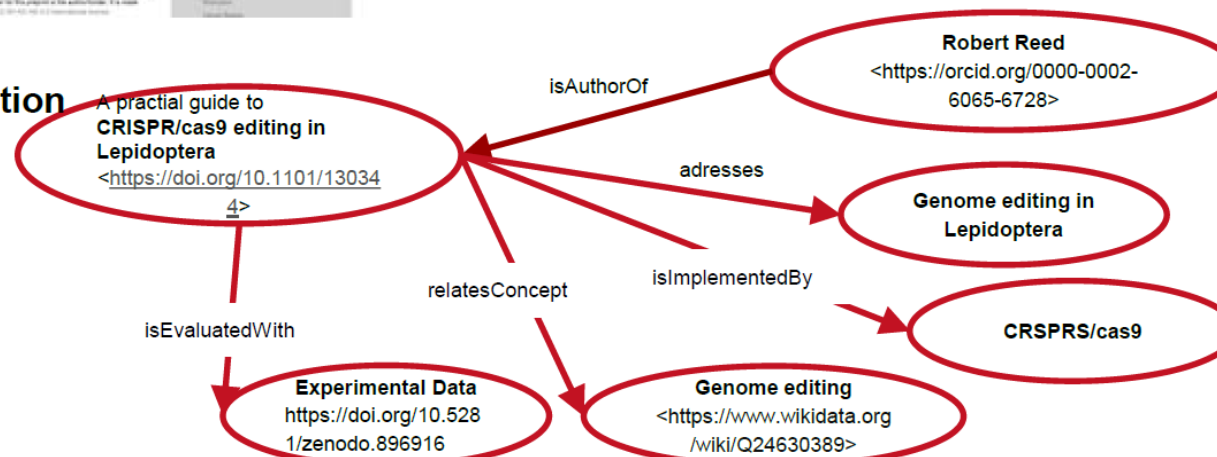 tion
A practial guide to
CRISPR/cas9 editing in
Lepidoptera
<https://doi.org/10.1101/13034
4>
isAuthorOf
Robert Reed
<https://orcid.org/0000-0002-
6065-6728>
adresses
Genome editing in
Lepidoptera
relatesConcept
isImplementedBy
CRSPRS/cas9
isEvaluatedWith
Experimental Data
https://doi.org/10.528
1/zenodo.896916
Genome editing
<https://www.wikidata.org
/wiki/Q24630389>